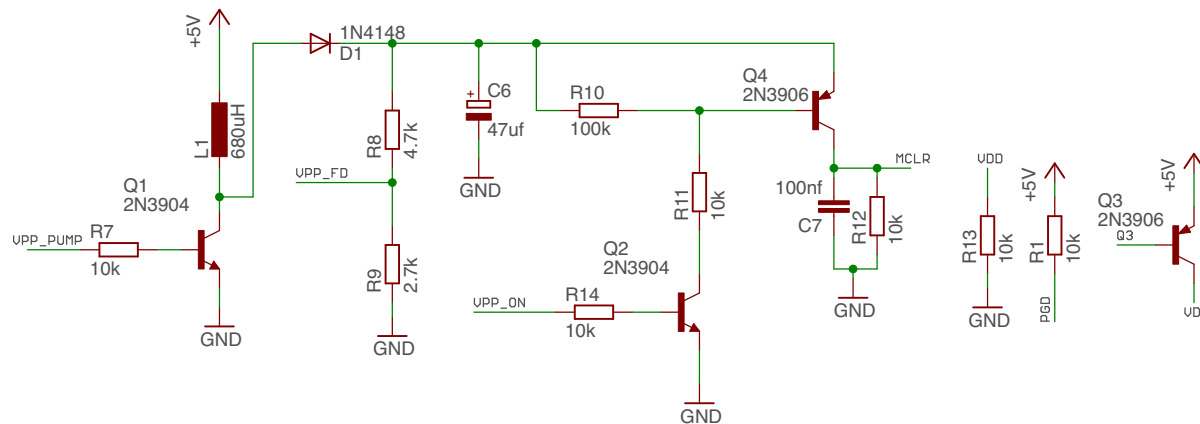 +5V
L1
680uH
Q1
2N3904
VPP_PUMP
R7
10k
GND
1N4148
D1
R8
4.7k
VPP_FD
R9
2.7k
GND
+
C6
47uf
GND
R10
100k
R11
10k
Q2
2N3904
VPP_ON
R14
10k
GND
Q4
2N3906
MCLR
100nf
C7
R12
10k
GND
VDD
R13
10k
GND
+5V
R1
10k
PGD
+5V
Q3
2N3906
Q3
VD